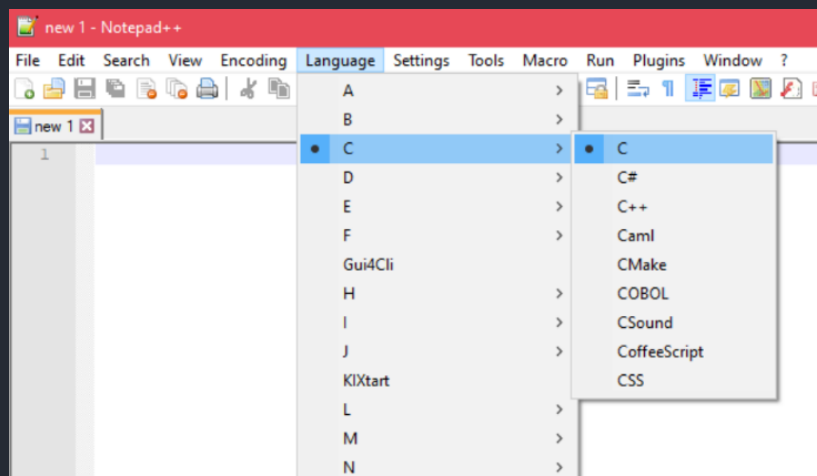 new 1 - Notepad++
File Edit Search View Encoding Language Settings Tools Macro Run Plugins Window ?
new 1
1
A
B
C
D
E
F
Gui4Cli
H
I
J
KIXtart
L
M
N
C
C#
C++
Caml
CMake
COBOL
CSound
CoffeeScript
CSS